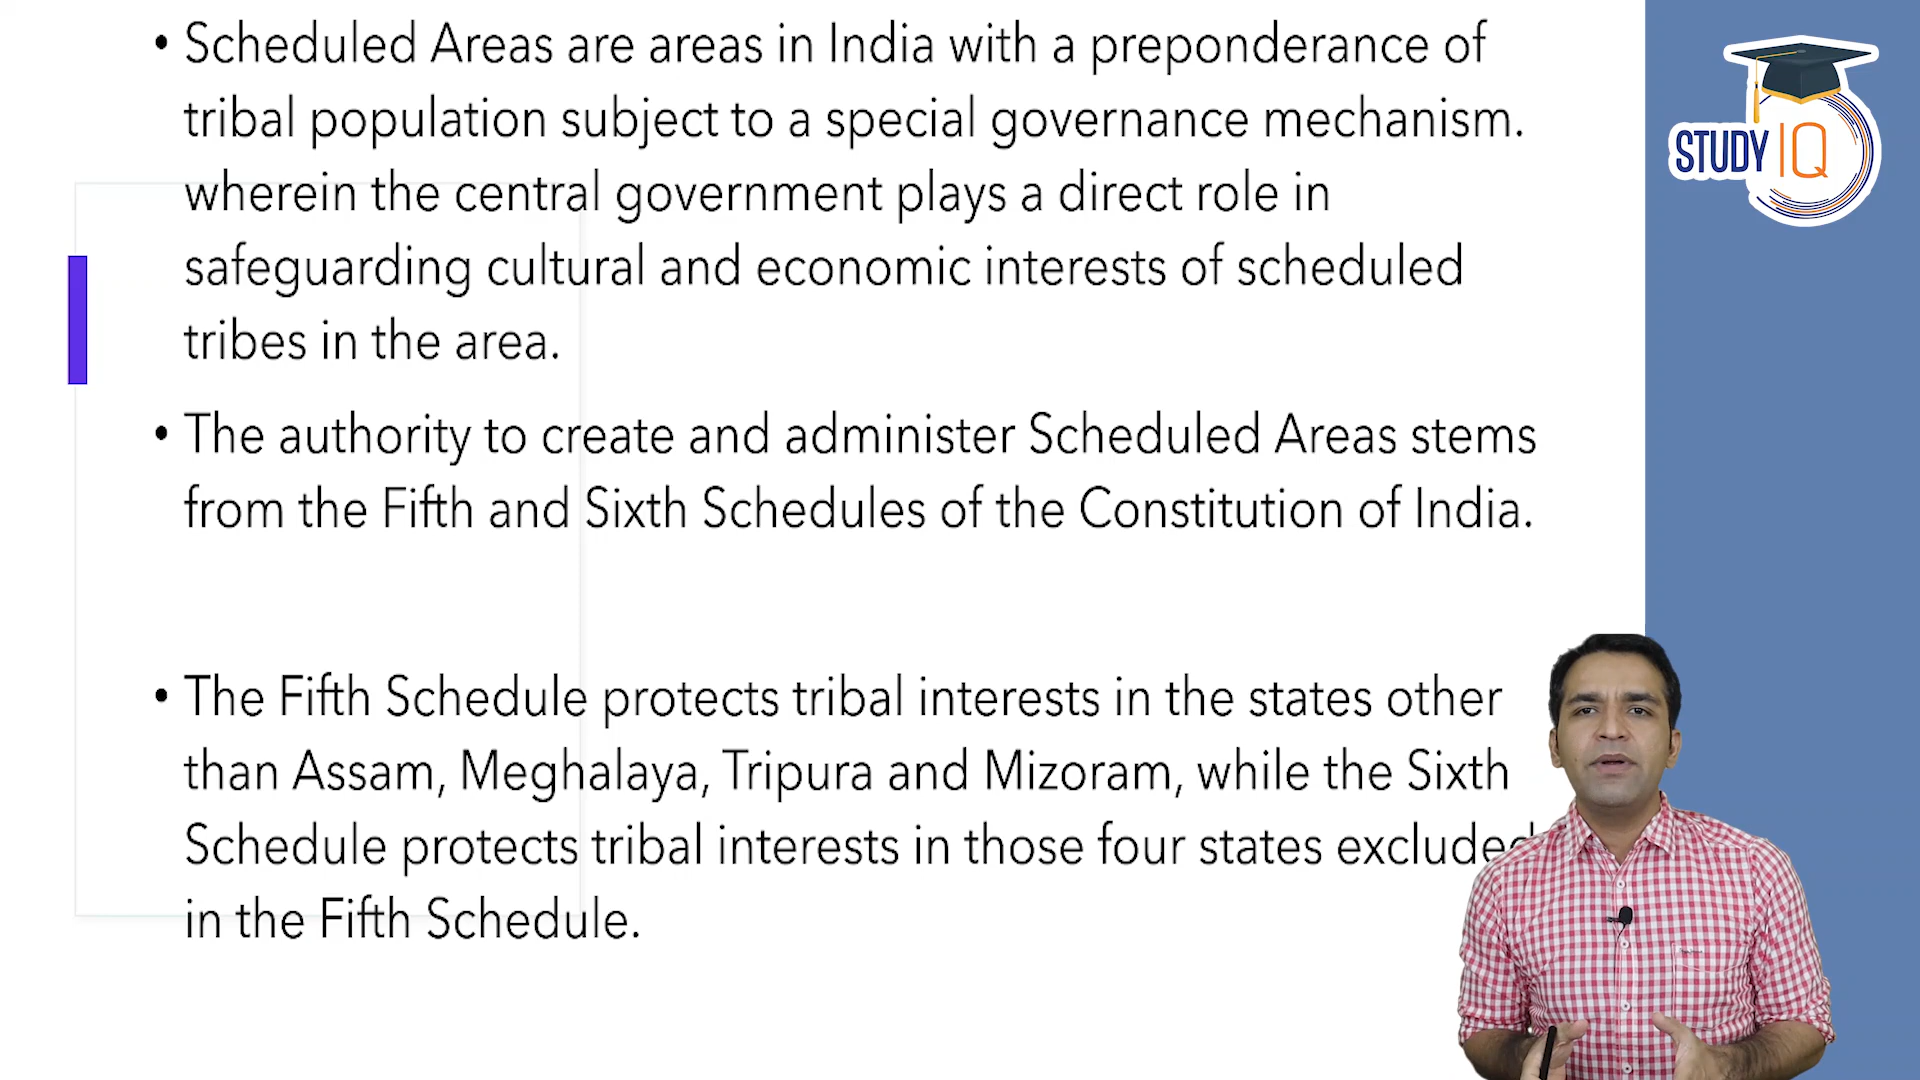 • Scheduled Areas are areas in India with a preponderance of
tribal population subject to a special governance mechanism.
wherein the central government plays a direct role in
safeguarding cultural and economic interests of scheduled
tribes in the area.
• The authority to create and administer Scheduled Areas stems
from the Fifth and Sixth Schedules of the Constitution of India.
• The Fifth Schedule protects tribal interests in the states other
than Assam, Meghalaya, Tripura and Mizoram, while the Sixth
Schedule protects tribal interests in those four states excluded
in the Fifth Schedule.
STUDY IQ